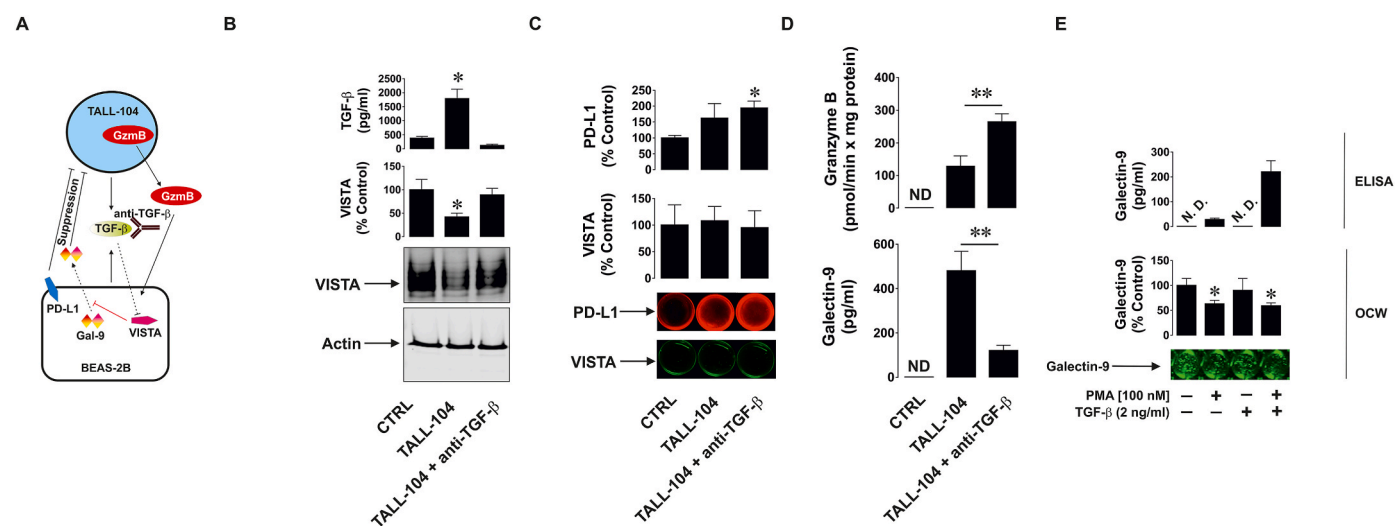 A
TALL-104
GzmB
GzmB
Suppression
anti-TGF-β
TGF-β
PD-L1
Gal-9
VISTA
BEAS-2B
B
TGF-β
(pg/ml)
2500
2000
1500
1000
500
0
*
VISTA
(% Control)
150
100
50
0
*
VISTA
Actin
CTRL
TALL-104
TALL-104 + anti-TGF-β
C
PD-L1
(% Control)
250
200
150
100
50
0
*
VISTA
(% Control)
200
150
100
50
0
PD-L1
VISTA
CTRL
TALL-104
TALL-104 + anti-TGF-β
D
Granzyme B
(pmol/min x mg protein)
400
300
200
100
0
ND
**
Galectin-9
(pg/ml)
600
400
200
0
ND
**
CTRL
TALL-104
TALL-104 + anti-TGF-β
E
Galectin-9
(pg/ml)
300
200
100
0
N. D.
N. D.
ELISA
Galectin-9
(% Control)
150
100
50
0
* *
OCW
Galectin-9
PMA [100 nM] – + – +
TGF-β (2 ng/ml) – – + +